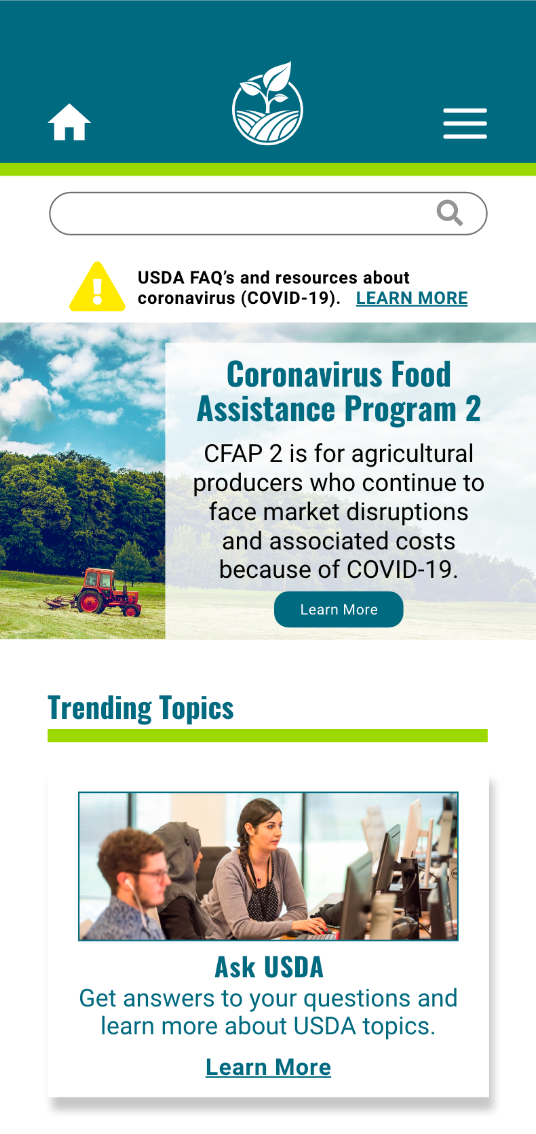 USDA FAQ's and resources about
coronavirus (COVID-19). LEARN MORE
Coronavirus Food
Assistance Program 2
CFAP 2 is for agricultural
producers who continue to
face market disruptions
and associated costs
because of COVID-19.
Learn More
Trending Topics
Ask USDA
Get answers to your questions and
learn more about USDA topics.
Learn More